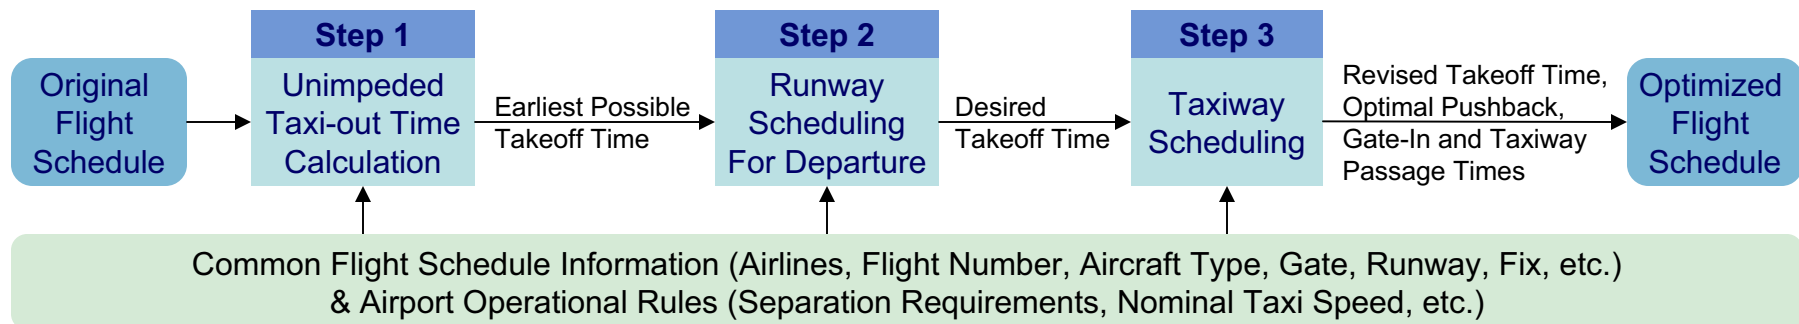 Original
Flight
Schedule
Step 1
Unimpeded
Taxi-out Time
Calculation
Earliest Possible
Takeoff Time
Step 2
Runway
Scheduling
For Departure
Desired
Takeoff Time
Step 3
Taxiway
Scheduling
Revised Takeoff Time,
Optimal Pushback,
Gate-In and Taxiway
Passage Times
Optimized
Flight
Schedule
Common Flight Schedule Information (Airlines, Flight Number, Aircraft Type, Gate, Runway, Fix, etc.)
& Airport Operational Rules (Separation Requirements, Nominal Taxi Speed, etc.)